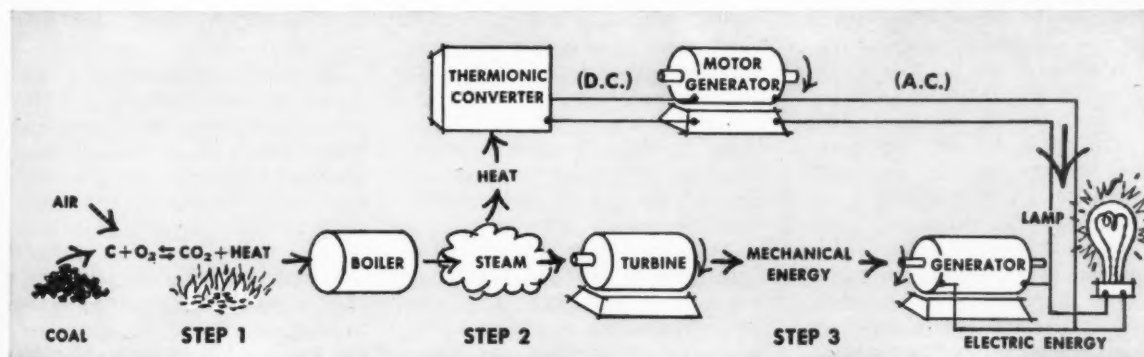 THERMIONIC
CONVERTER
(D.C.)
MOTOR
GENERATOR
(A.C.)
HEAT
AIR
C + O₂ ⇆ CO₂ + HEAT
BOILER
STEAM
TURBINE
MECHANICAL
ENERGY
GENERATOR
LAMP
COAL
STEP 1
STEP 2
STEP 3
ELECTRIC ENERGY